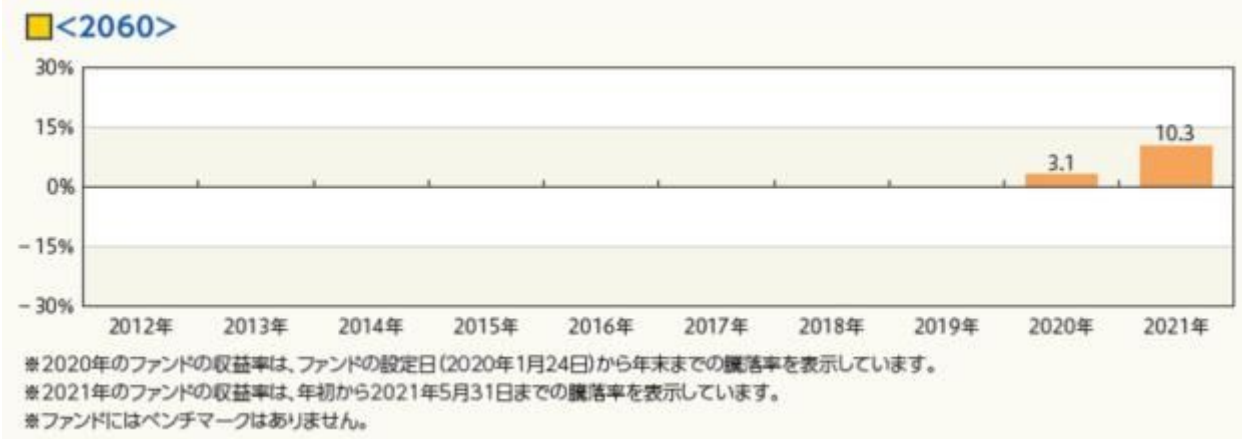 <2060>
30%
15%
0%
-15%
-30%
10.3
3.1
2012年 2013年 2014年 2015年 2016年 2017年 2018年 2019年 2020年 2021年
※2020年のファンドの収益率は、ファンドの設定日(2020年1月24日)から年末までの騰落率を表示しています。
※2021年のファンドの収益率は、年初から2021年5月31日までの騰落率を表示しています。
※ファンドにはベンチマークはありません。